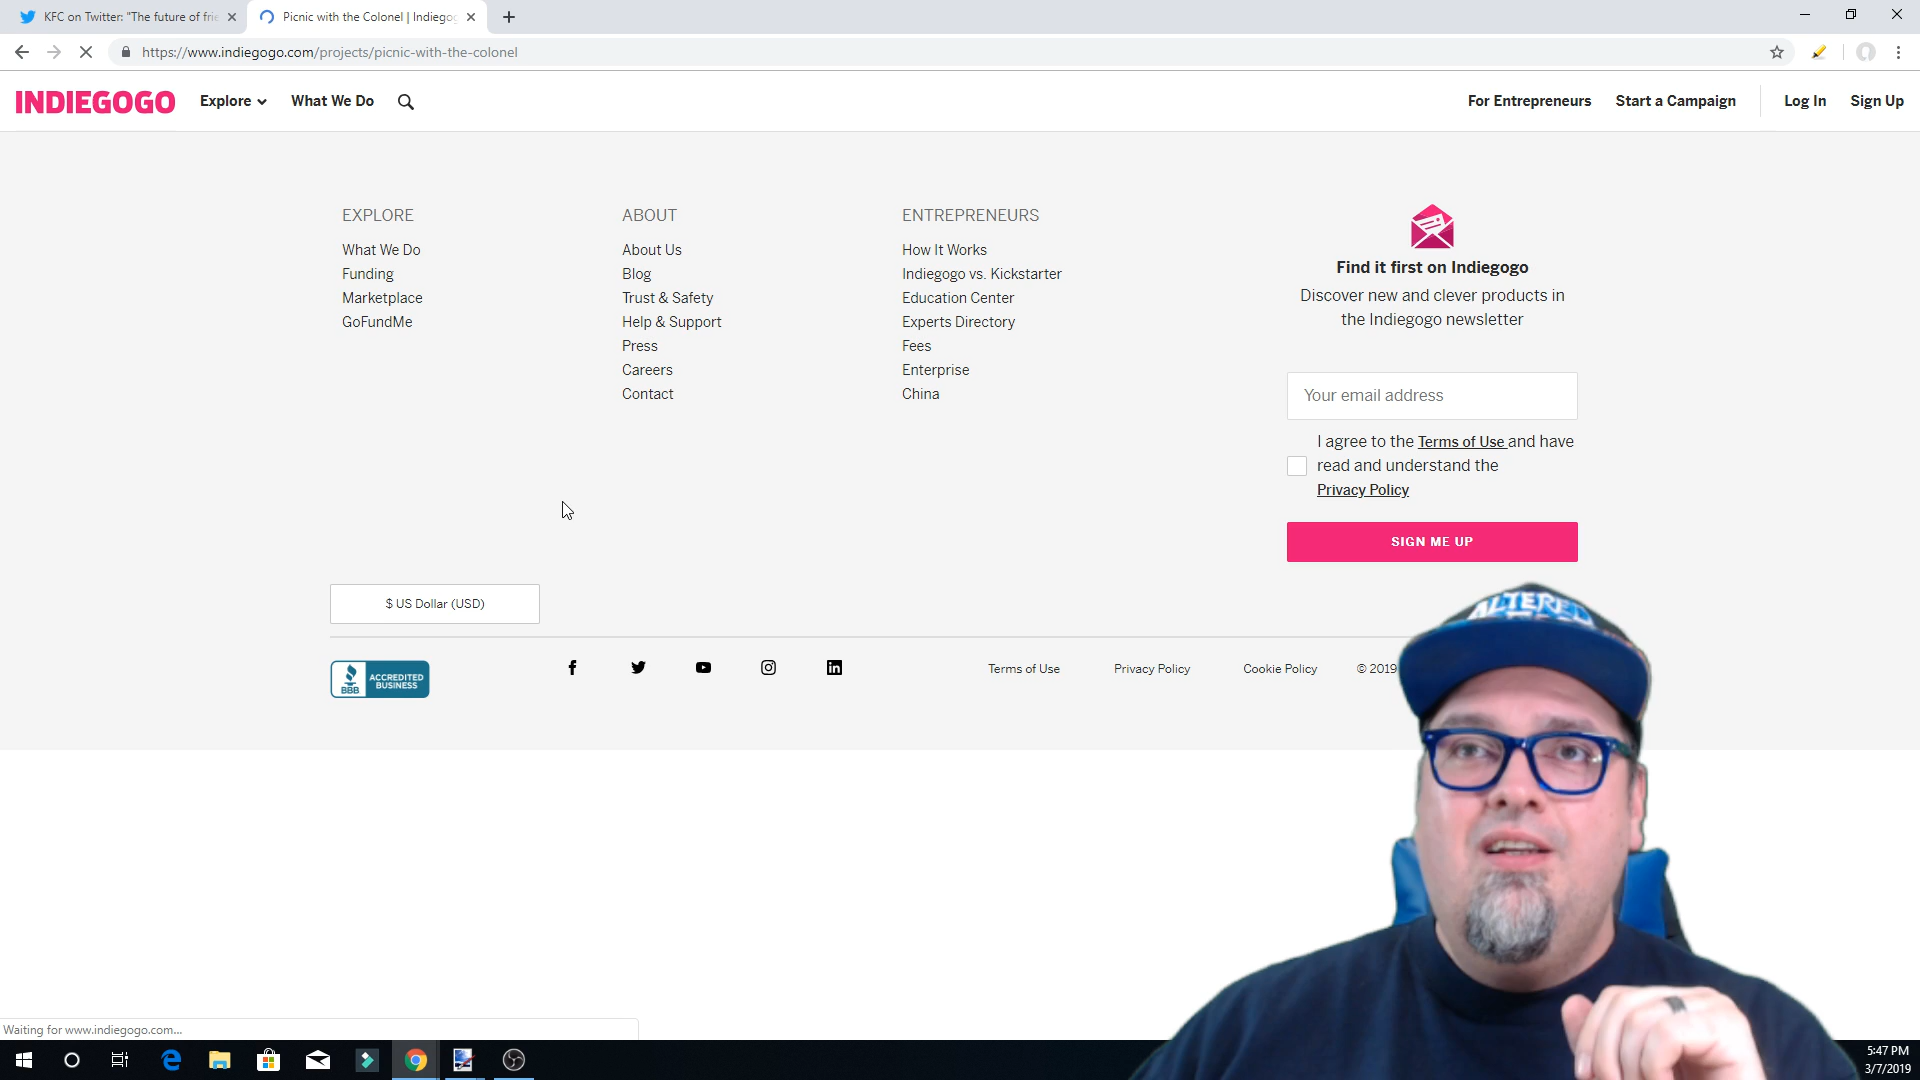 KFC on Twitter: "The future of frie
Picnic with the Colonel | Indiegog
https://www.indiegogo.com/projects/picnic-with-the-colonel
INDIEGOGO
Explore
What We Do
For Entrepreneurs
Start a Campaign
Log In
Sign Up
EXPLORE
What We Do
Funding
Marketplace
GoFundMe
ABOUT
About Us
Blog
Trust & Safety
Help & Support
Press
Careers
Contact
ENTREPRENEURS
How It Works
Indiegogo vs. Kickstarter
Education Center
Experts Directory
Fees
Enterprise
China
Find it first on Indiegogo
Discover new and clever products in
the Indiegogo newsletter
Your email address
I agree to the Terms of Use and have
read and understand the
Privacy Policy
SIGN ME UP
$ US Dollar (USD)
BBB
ACCREDITED
BUSINESS
Terms of Use
Privacy Policy
Cookie Policy
© 2019
ALTERED
Waiting for www.indiegogo.com...
5:47 PM
3/7/2019